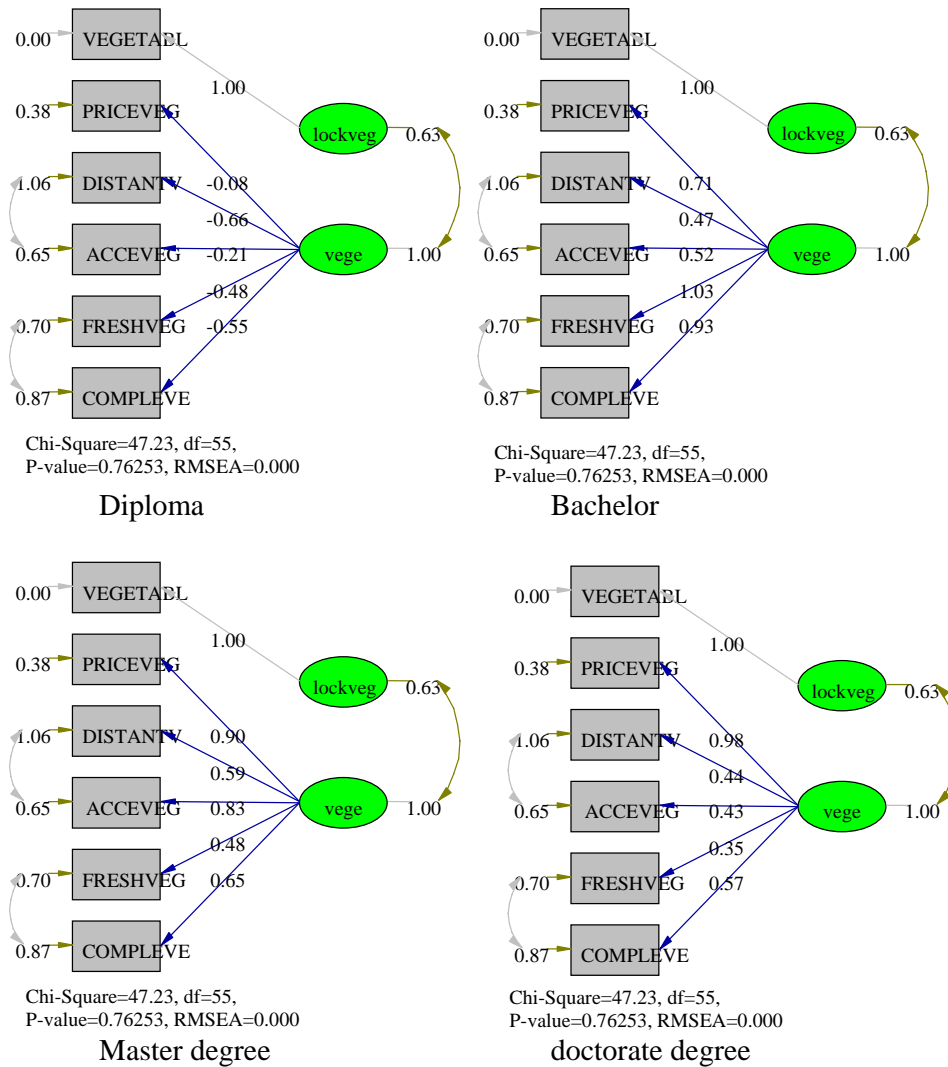 0.00 VEGETABL
1.00
0.38 PRICEVEG
lockveg 0.63
1.06 DISTANTV
-0.08
-0.66
0.65 ACCEVEG -0.21
vege 1.00
-0.48
0.70 FRESHVEG -0.55
0.87 COMPLEVE
Chi-Square=47.23, df=55,
P-value=0.76253, RMSEA=0.000
Diploma
0.00 VEGETABL
1.00
0.38 PRICEVEG
lockveg 0.63
1.06 DISTANTV 0.71
0.47
0.65 ACCEVEG 0.52
vege 1.00
1.03
0.70 FRESHVEG 0.93
0.87 COMPLEVE
Chi-Square=47.23, df=55,
P-value=0.76253, RMSEA=0.000
Bachelor
0.00 VEGETABL
1.00
0.38 PRICEVEG
lockveg 0.63
1.06 DISTANTV 0.90
0.59
0.65 ACCEVEG 0.83
vege 1.00
0.48
0.70 FRESHVEG 0.65
0.87 COMPLEVE
Chi-Square=47.23, df=55,
P-value=0.76253, RMSEA=0.000
Master degree
0.00 VEGETABL
1.00
0.38 PRICEVEG
lockveg 0.63
1.06 DISTANTV 0.98
0.44
0.65 ACCEVEG 0.43
vege 1.00
0.35
0.70 FRESHVEG 0.57
0.87 COMPLEVE
Chi-Square=47.23, df=55,
P-value=0.76253, RMSEA=0.000
doctorate degree